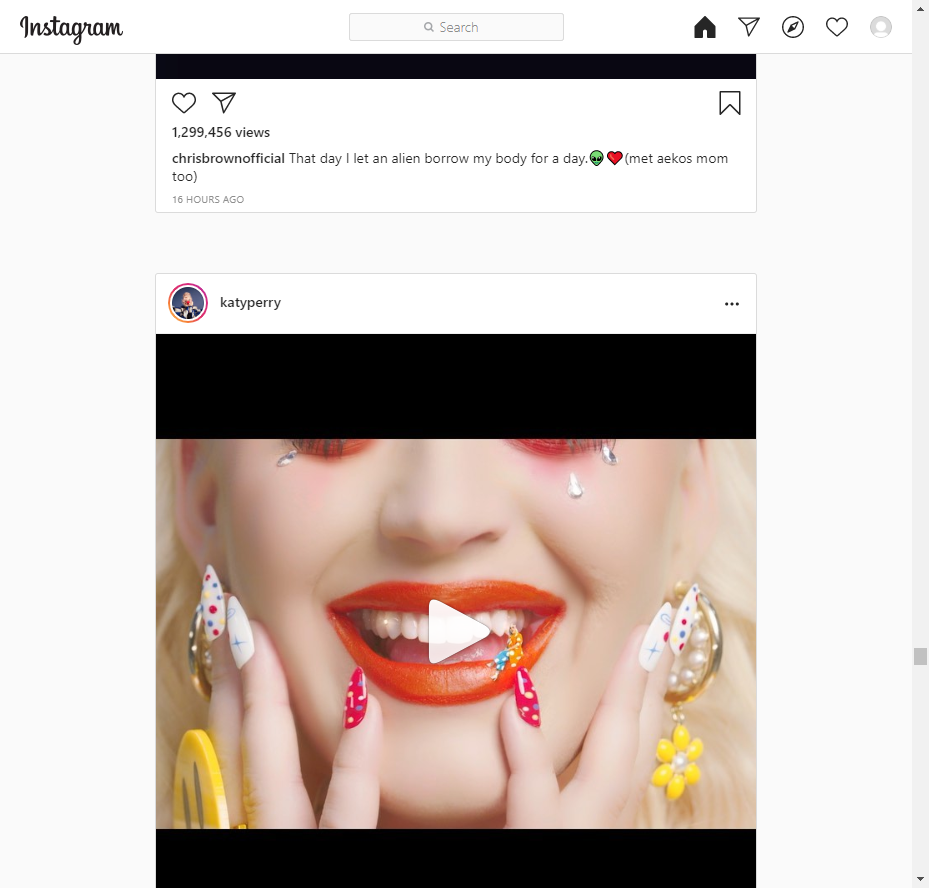 Instagram
Search
1,299,456 views
chrisbrownofficial That day I let an alien borrow my body for a day.👽❤️(met aekos mom
too)
16 HOURS AGO
katyperry